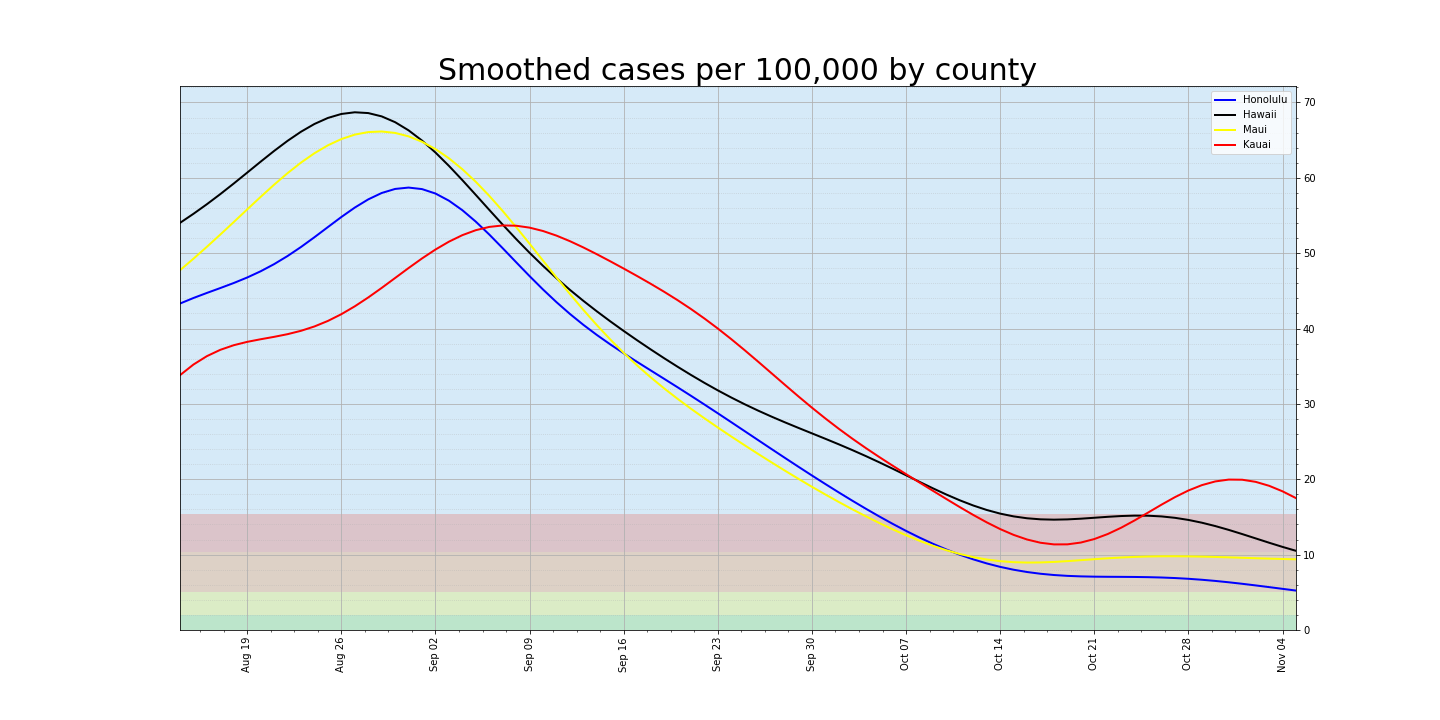 Smoothed cases per 100,000 by county
Honolulu
Hawaii
Maui
Kauai
70
60
50
40
30
20
10
0
Aug 19
Aug 26
Sep 02
Sep 09
Sep 16
Sep 23
Sep 30
Oct 07
Oct 14
Oct 21
Oct 28
Nov 04